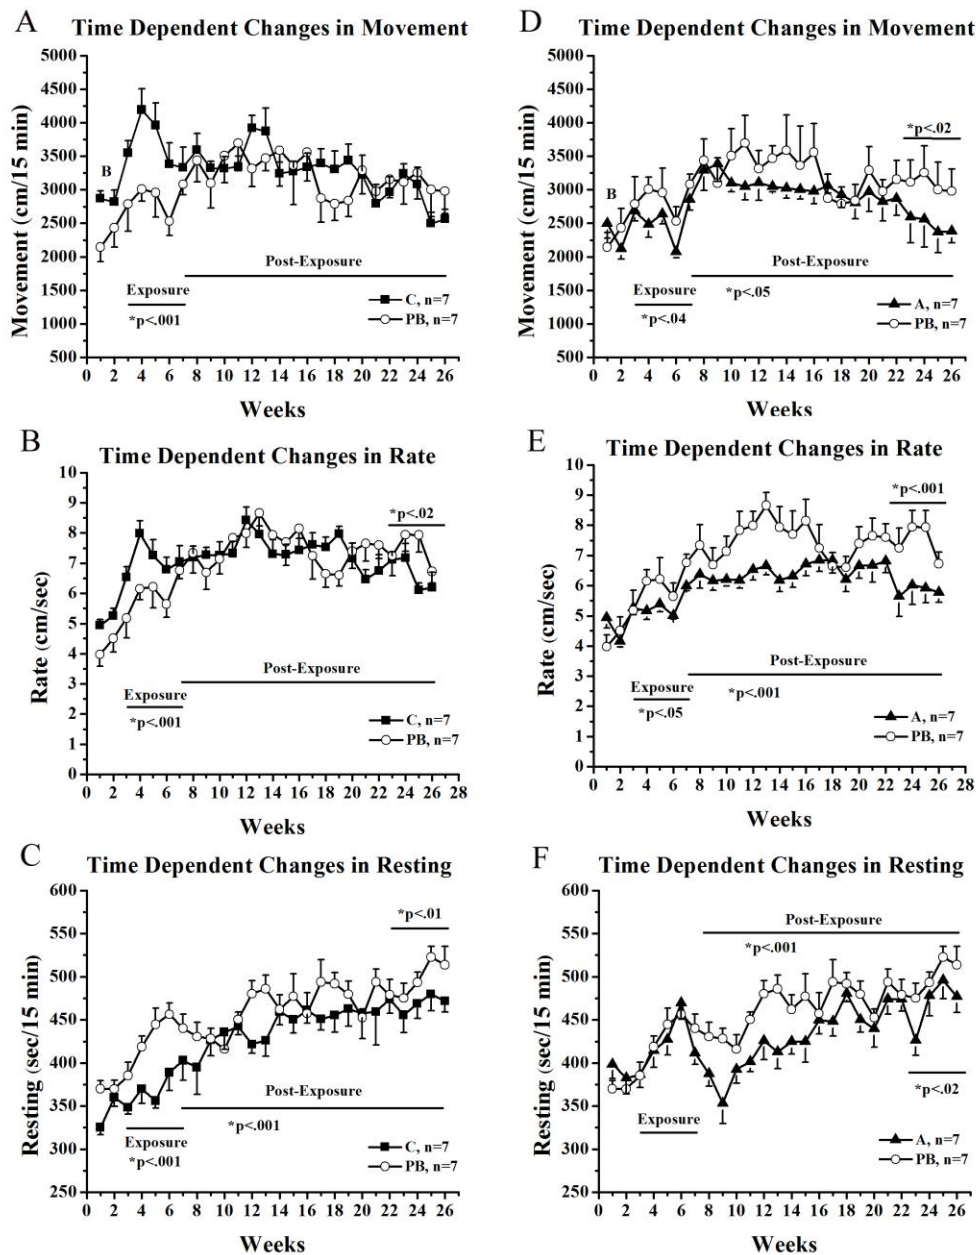 A
Time Dependent Changes in Movement
Movement (cm/15 min)
5000
4500
4000
3500
3000
2500
2000
1500
1000
500
B
Post-Exposure
Exposure
*p<.001
C, n=7
PB, n=7
0 2 4 6 8 10 12 14 16 18 20 22 24 26
Weeks
D
Time Dependent Changes in Movement
Movement (cm/15 min)
5000
4500
4000
3500
3000
2500
2000
1500
1000
500
*p<.02
B
Post-Exposure
Exposure
*p<.05
*p<.04
A, n=7
PB, n=7
0 2 4 6 8 10 12 14 16 18 20 22 24 26
Weeks
B
Time Dependent Changes in Rate
Rate (cm/sec)
10
9
8
7
6
5
4
3
2
1
0
*p<.02
Post-Exposure
Exposure
*p<.001
C, n=7
PB, n=7
0 2 4 6 8 10 12 14 16 18 20 22 24 26 28
Weeks
E
Time Dependent Changes in Rate
Rate (cm/sec)
10
9
8
7
6
5
4
3
2
1
0
*p<.001
Post-Exposure
Exposure
*p<.001
*p<.05
A, n=7
PB, n=7
0 2 4 6 8 10 12 14 16 18 20 22 24 26 28
Weeks
C
Time Dependent Changes in Resting
Resting (sec/15 min)
600
550
500
450
400
350
300
250
*p<.01
Post-Exposure
Exposure
*p<.001
*p<.001
C, n=7
PB, n=7
0 2 4 6 8 10 12 14 16 18 20 22 24 26
Weeks
F
Time Dependent Changes in Resting
Resting (sec/15 min)
600
550
500
450
400
350
300
250
Post-Exposure
*p<.001
*p<.02
Exposure
A, n=7
PB, n=7
0 2 4 6 8 10 12 14 16 18 20 22 24 26
Weeks